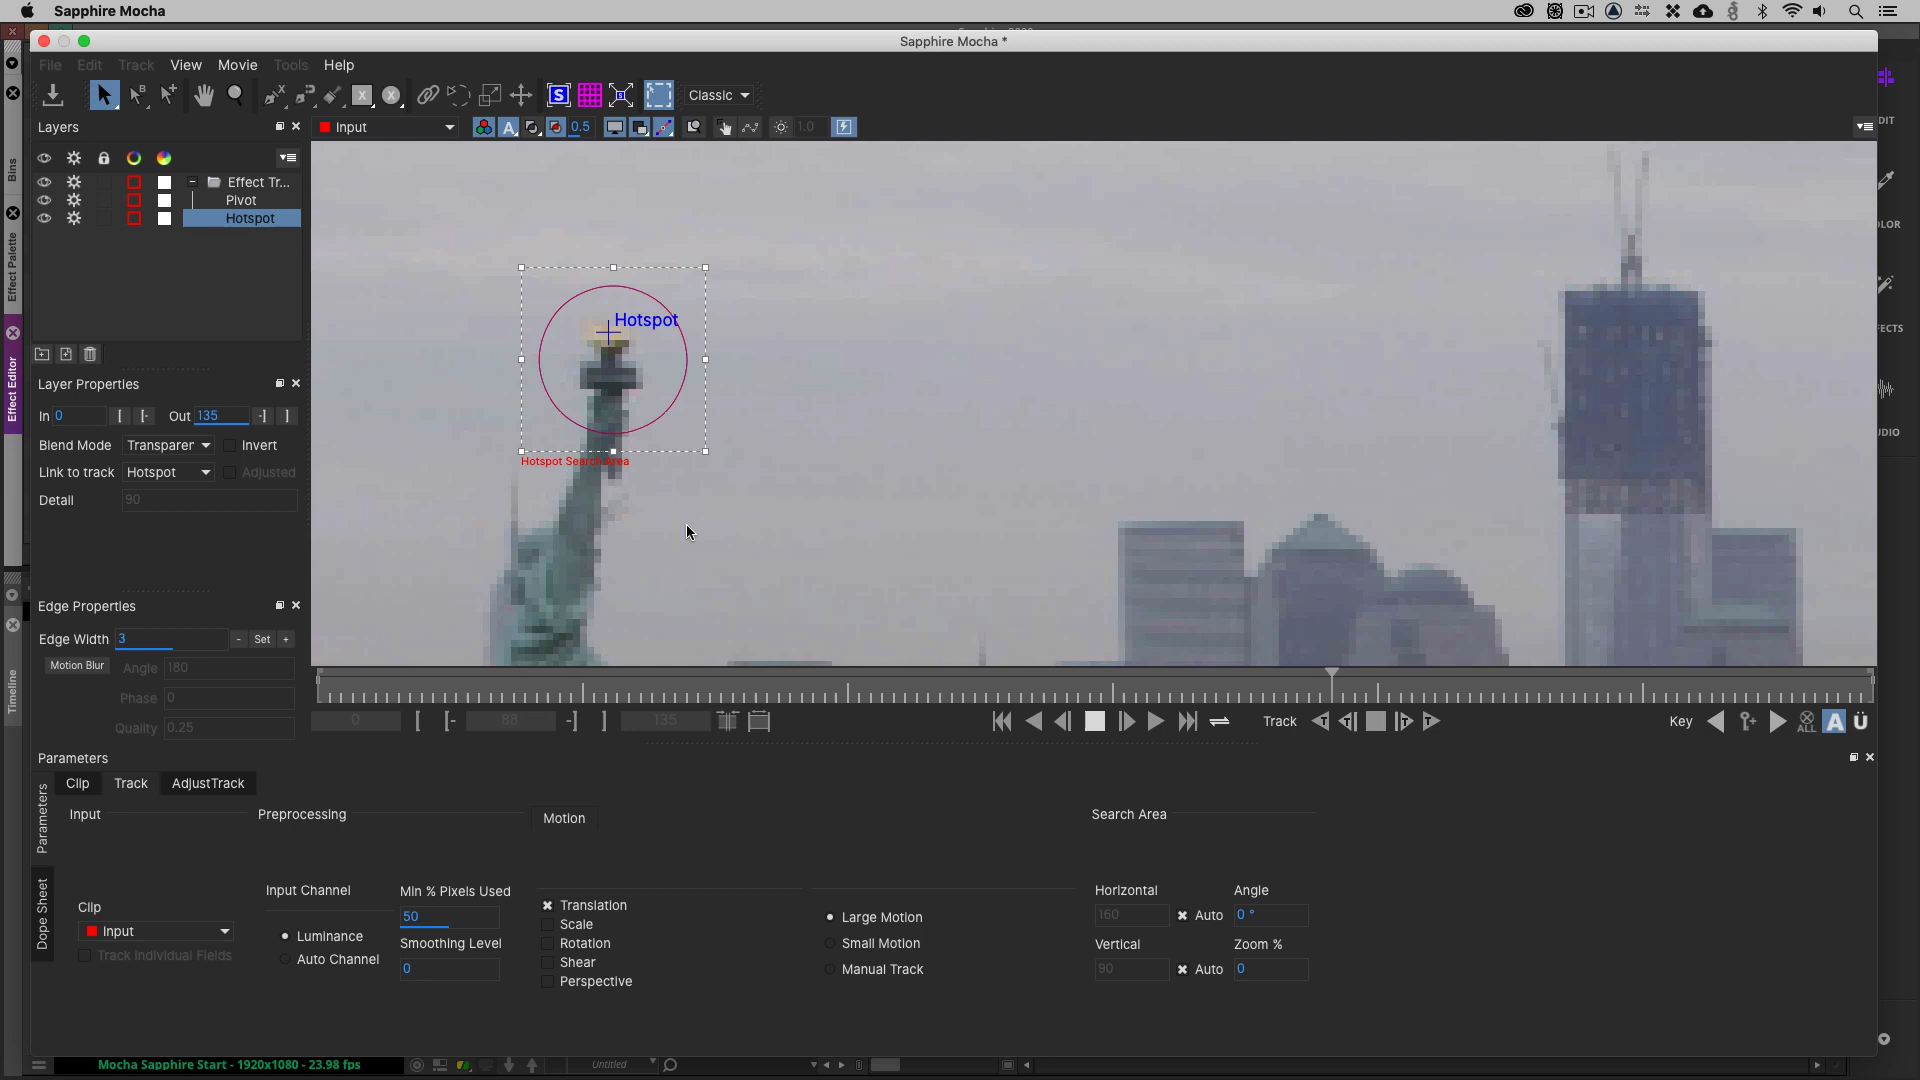 Sapphire Mocha
Sapphire Mocha *
File Edit Track View Movie Tools Help
S Classic
Layers
Input
A 0.5 1.0
Effect Tr...
Pivot
Hotspot
Layer Properties
In 0 [ [- Out 135 -] ]
Blend Mode Transparer Invert
Link to track Hotspot Adjusted
Detail 90
Edge Properties
Edge Width 3 - Set +
Motion Blur Angle 180
Phase 0
Quality 0.25
Hotspot
Hotspot Search Area
0 [ [- 88 -] ] 135 Track Key ALL A
Parameters
Clip Track AdjustTrack
Parameters
Dope Sheet
Input
Clip
Input
Track Individual Fields
Preprocessing
Input Channel
Luminance
Auto Channel
Min % Pixels Used
50
Smoothing Level
0
Motion
Translation
Scale
Rotation
Shear
Perspective
Large Motion
Small Motion
Manual Track
Search Area
Horizontal Angle
160 Auto 0 °
Vertical Zoom %
90 Auto 0
Mocha Sapphire Start - 1920x1080 - 23.98 fps
Untitled
Bins
Effect Palette
Effect Editor
Timeline
DIT
OLOR
ECTS
UDIO